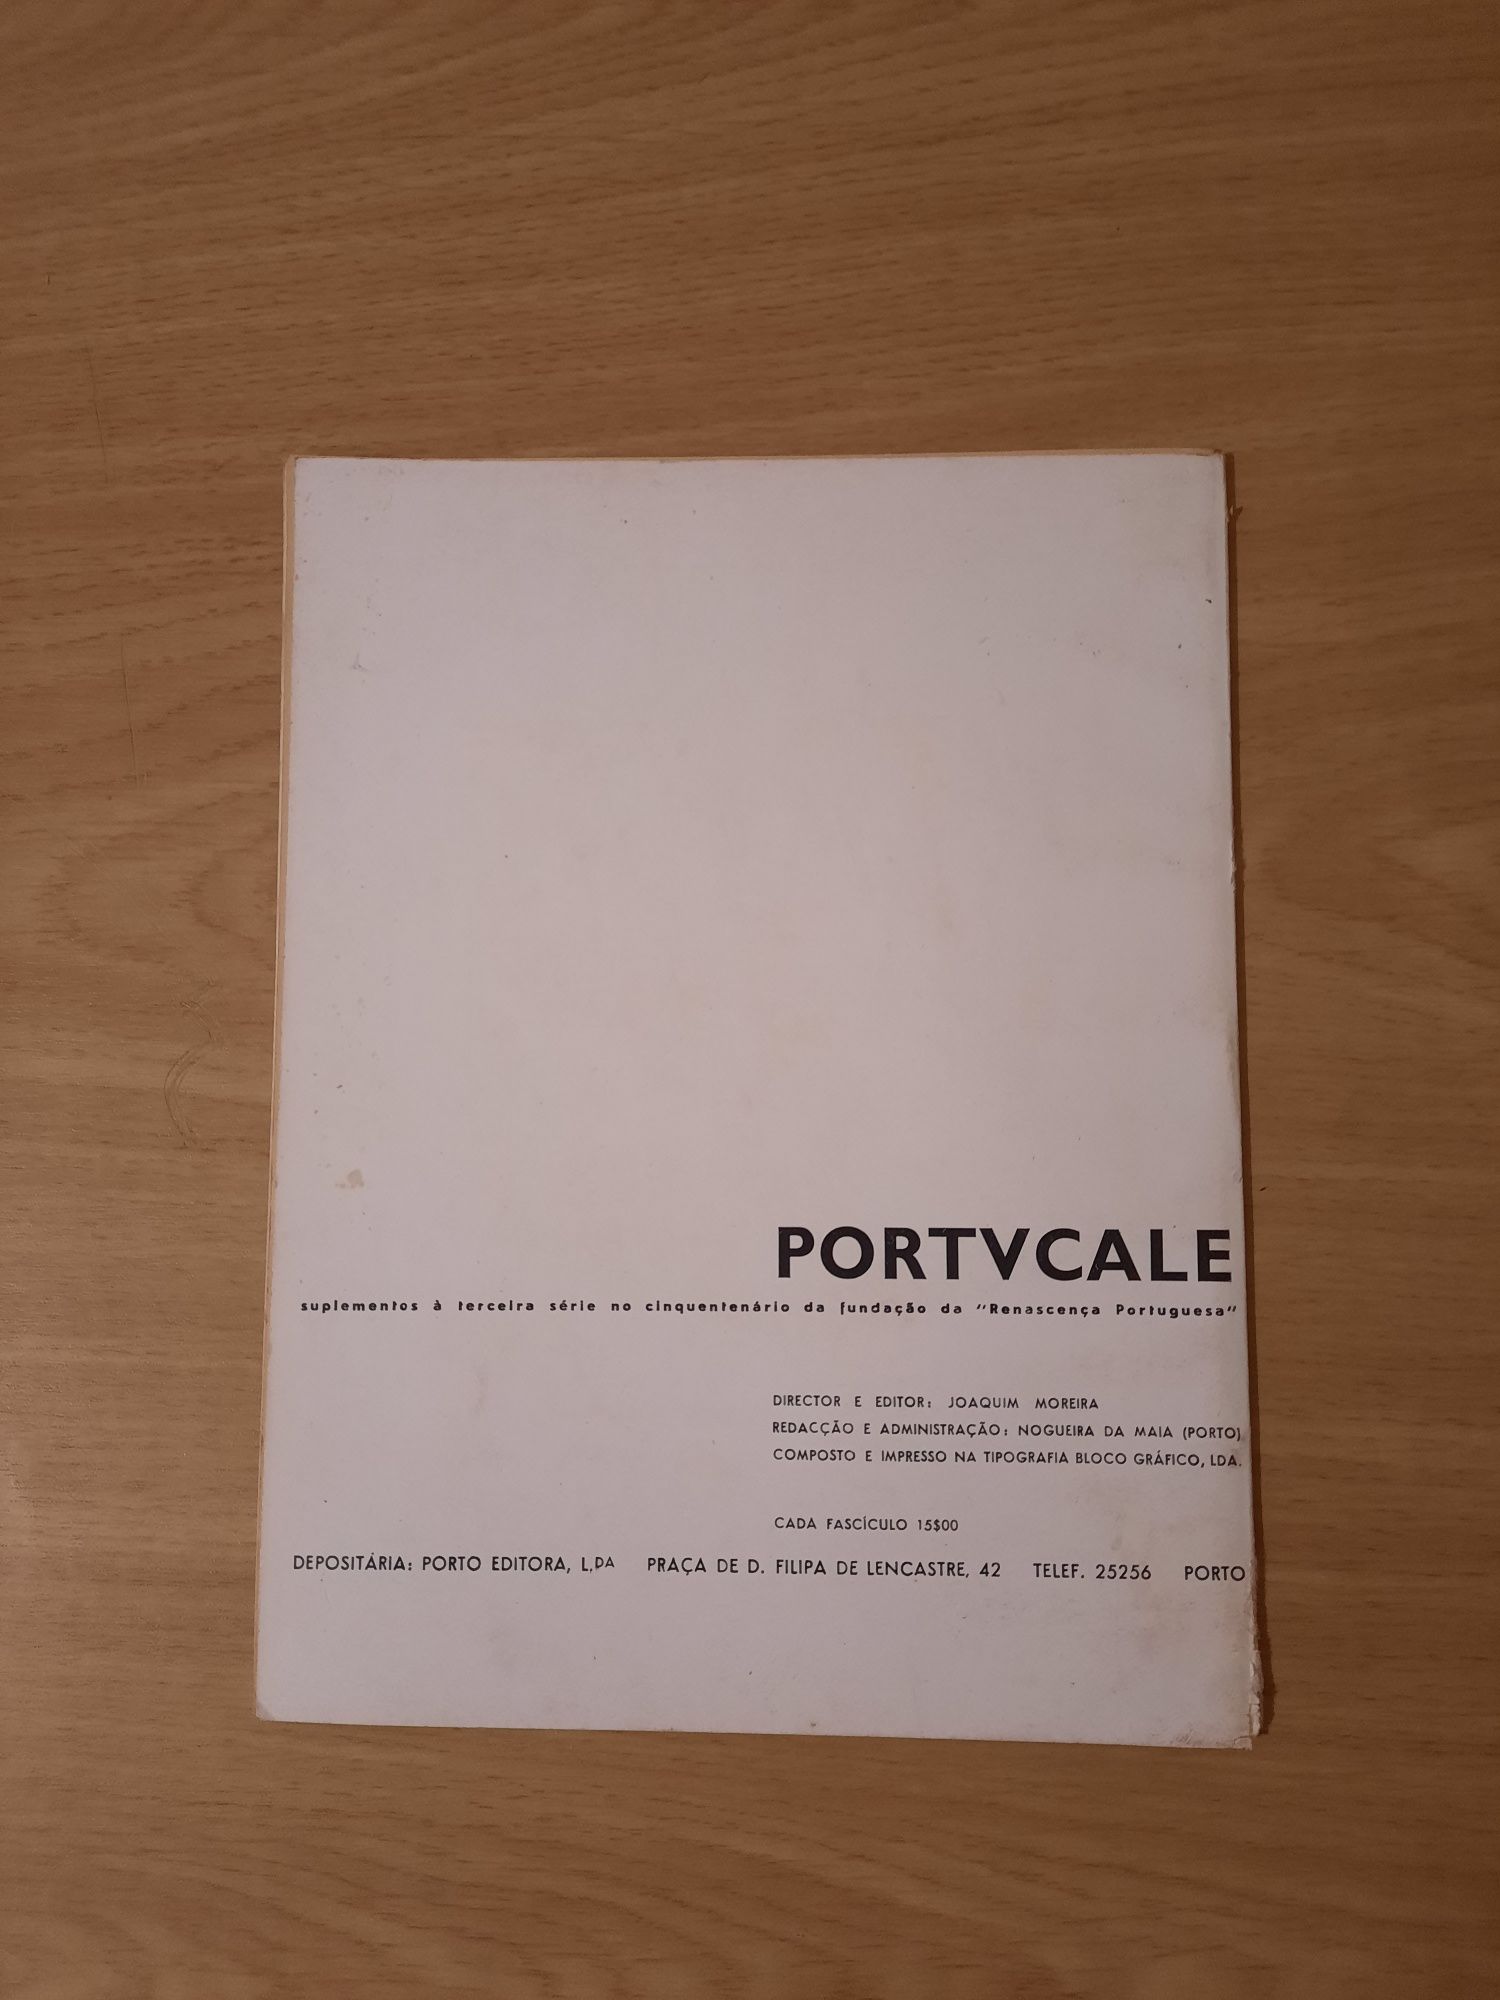 PORTVCALE
suplementos à terceira série no cinquentenário da fundação da "Renascença Portuguesa"
DIRECTOR E EDITOR: JOAQUIM MOREIRA
REDACÇÃO E ADMINISTRAÇÃO: NOGUEIRA DA MAIA (PORTO)
COMPOSTO E IMPRESSO NA TIPOGRAFIA BLOCO GRÁFICO, LDA.
CADA FASCÍCULO 15$00
DEPOSITÁRIA: PORTO EDITORA, L.DA PRAÇA DE D. FILIPA DE LENCASTRE, 42 TELEF. 25256 PORTO